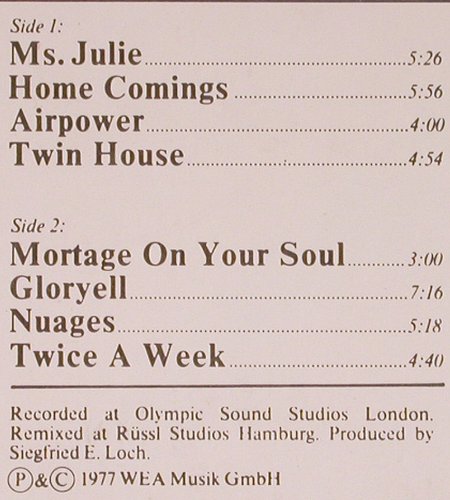 Side 1:
Ms. Julie 5:26
Home Comings 5:56
Airpower 4:00
Twin House 4:54
Side 2:
Mortage On Your Soul 3:00
Gloryell 7:16
Nuages 5:18
Twice A Week 4:40
Recorded at Olympic Sound Studios London.
Remixed at Rüssl Studios Hamburg. Produced by
Siegfried E. Loch.
Ⓟ&Ⓒ 1977 WEA Musik GmbH